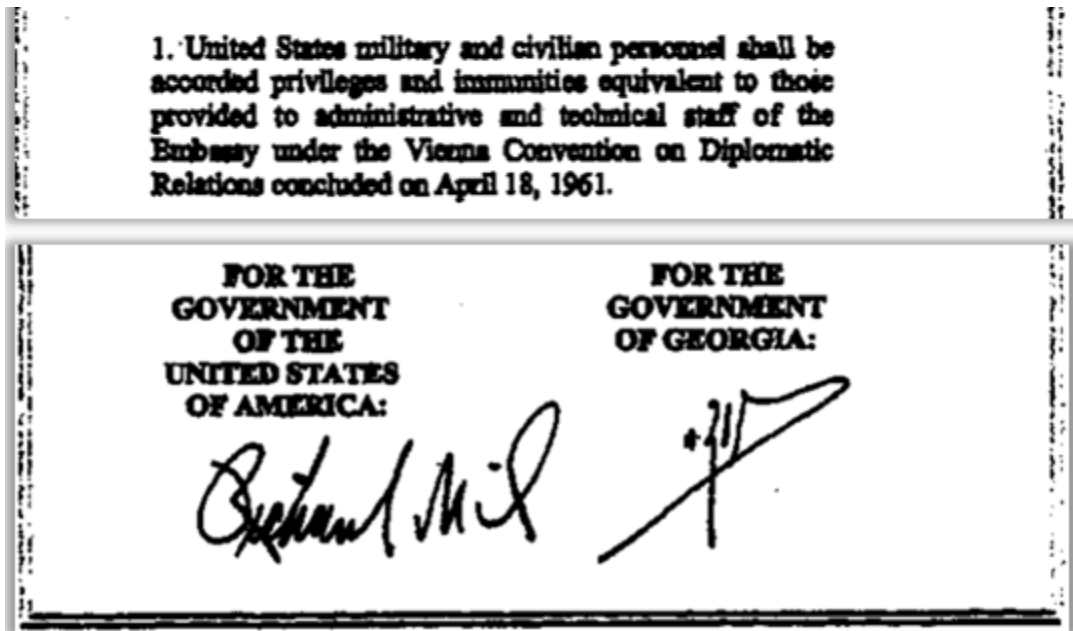 1. United States military and civilian personnel shall be
accorded privileges and immunities equivalent to those
provided to administrative and technical staff of the
Embassy under the Vienna Convention on Diplomatic
Relations concluded on April 18, 1961.
FOR THE
GOVERNMENT
OF THE
UNITED STATES
OF AMERICA:
FOR THE
GOVERNMENT
OF GEORGIA:
Richard